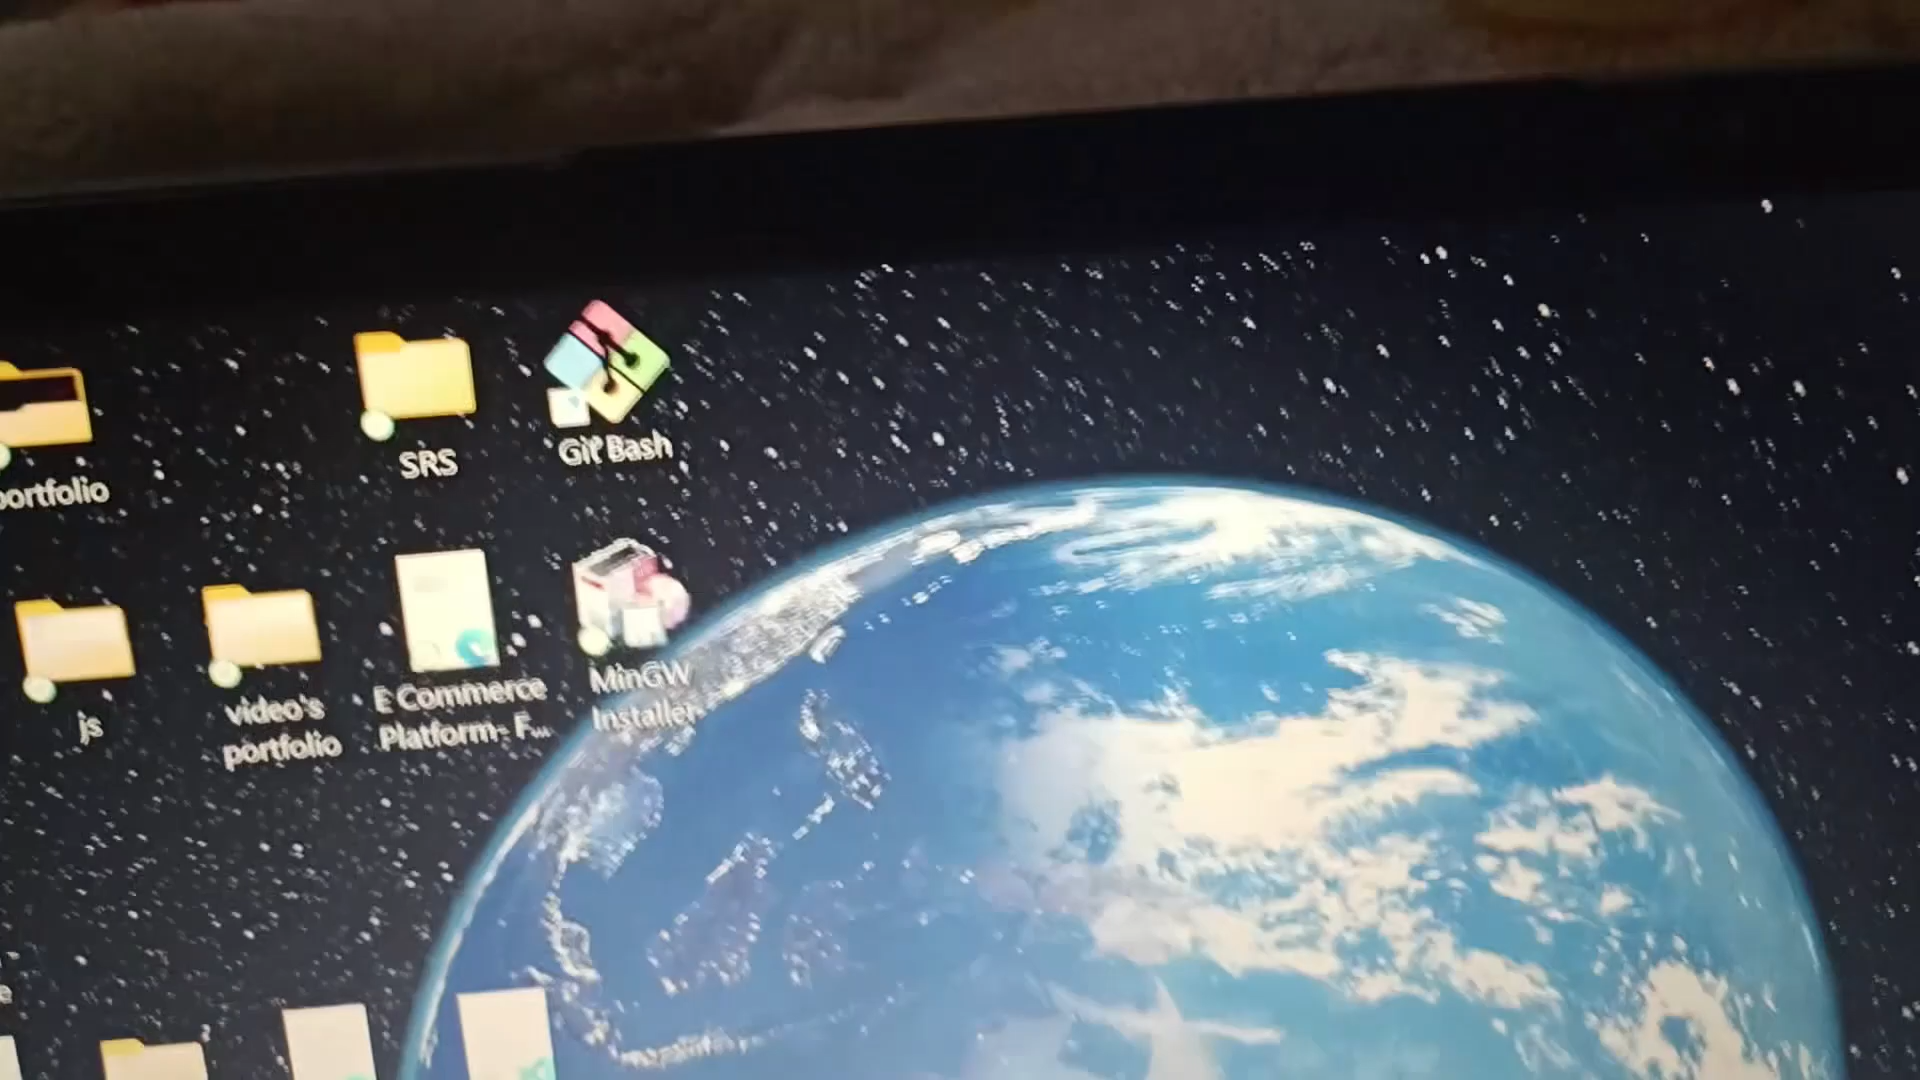 portfolio
SRS
Git Bash
js
video's
portfolio
E Commerce
Platform- F...
MinGW
Installer